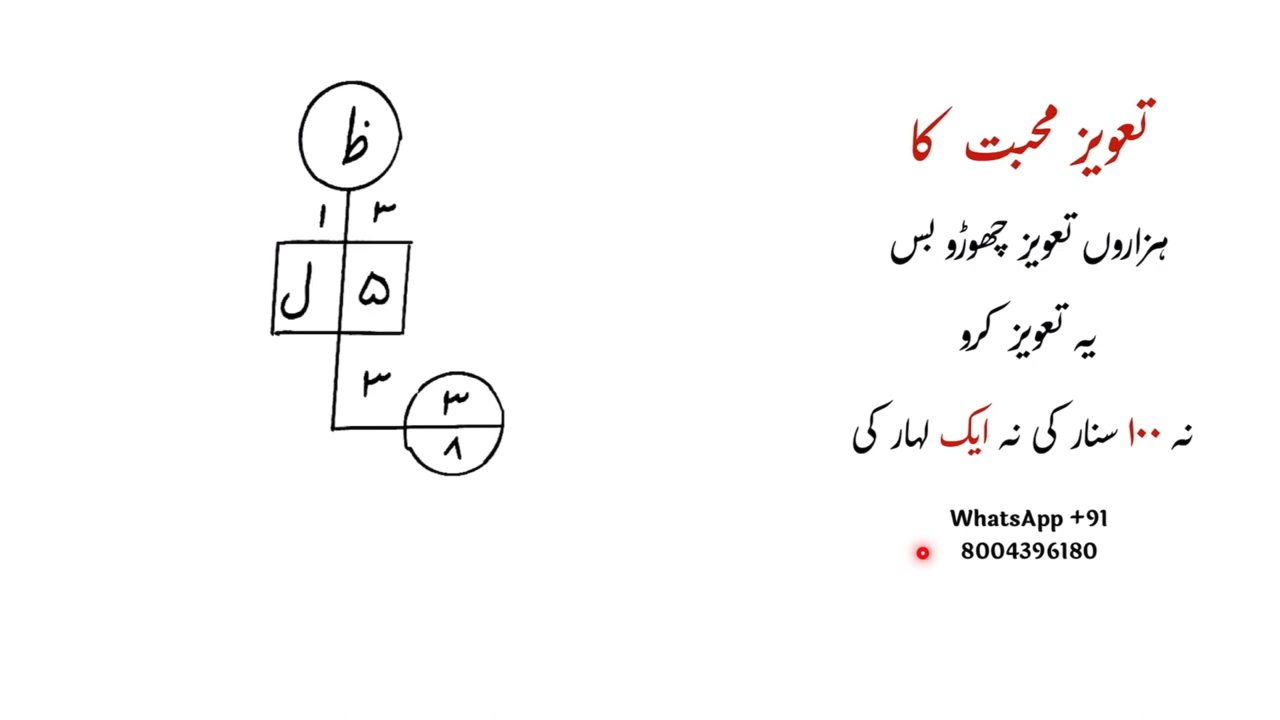 ظ
۳ ۱
۵ ل
۳
۳
۸
تعویز محبت کا
ہزاروں تعویز چھوڑو بس
یہ تعویز کرو
نہ ۱۰۰ سنار کی نہ ایک لہار کی
WhatsApp +91
8004396180